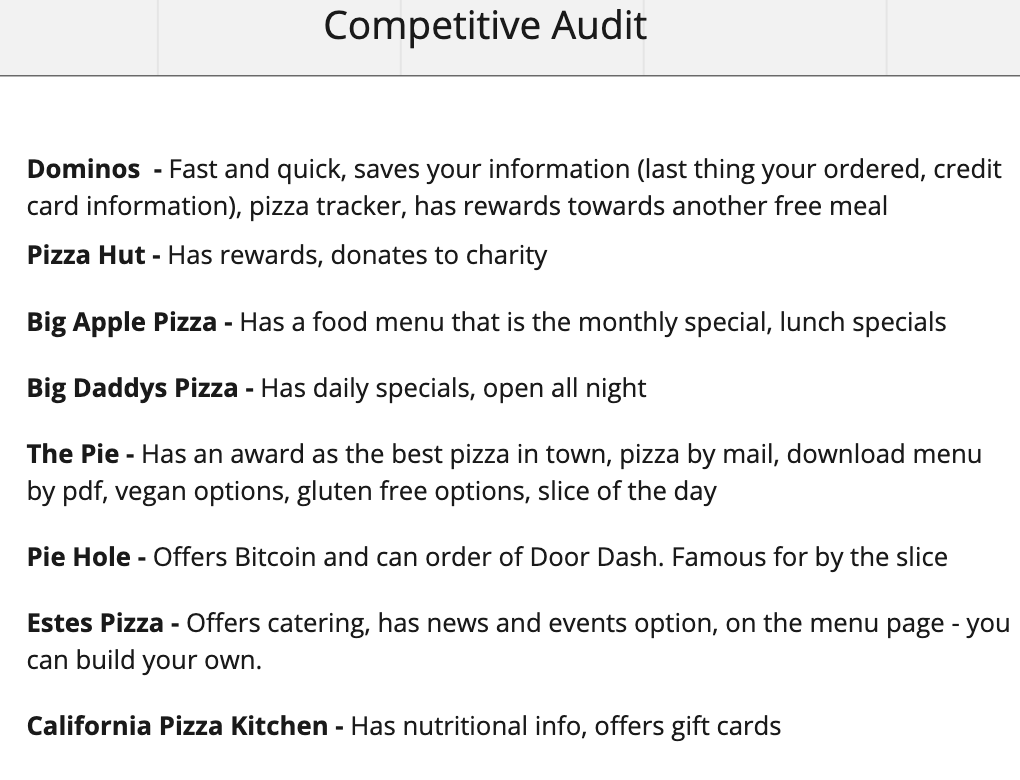 Competitive Audit
Dominos  - Fast and quick, saves your information (last thing your ordered, credit
card information), pizza tracker, has rewards towards another free meal
Pizza Hut - Has rewards, donates to charity
Big Apple Pizza - Has a food menu that is the monthly special, lunch specials
Big Daddys Pizza - Has daily specials, open all night
The Pie - Has an award as the best pizza in town, pizza by mail, download menu
by pdf, vegan options, gluten free options, slice of the day
Pie Hole - Offers Bitcoin and can order of Door Dash. Famous for by the slice
Estes Pizza - Offers catering, has news and events option, on the menu page - you
can build your own.
California Pizza Kitchen - Has nutritional info, offers gift cards